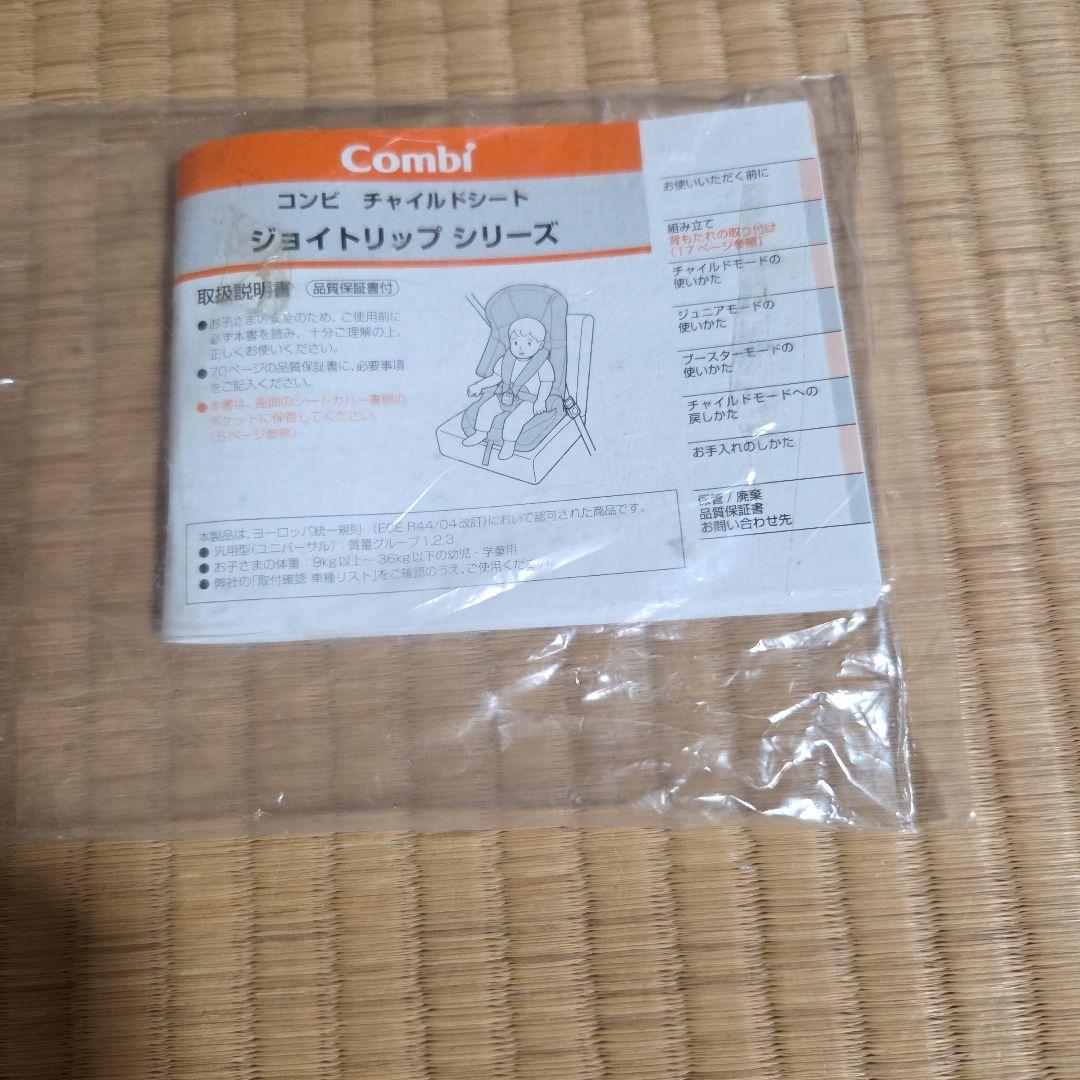 Combi
コンビ チャイルドシート
ジョイトリップ シリーズ
取扱説明書 品質保証書付
●お子さまの安全のため、ご使用前に
必ず本書を読み、十分ご理解の上、
正しくお使いください。
●70ページの品質保証書に、必要事項
をご記入ください。
●本書は、座面のシートカバー裏側の
ポケットに保管してください。
(5ページ参照)
本製品は、ヨーロッパ統一規則 (ECE R44/04改訂)において認可された商品です。
●汎用型(ユニバーサル):質量グループ1,2,3
●お子さまの体重:9kg以上~36kg以下の幼児・学童用
●弊社の「取付確認 車種リスト」をご確認のうえ、ご使用ください。
お使いいただく前に
組み立て
背もたれの取り付け
(17ページ参照)
チャイルドモードの
使いかた
ジュニアモードの
使いかた
ブースターモードの
使いかた
チャイルドモードへの
戻しかた
お手入れのしかた
保管/廃棄
品質保証書
お問い合わせ先